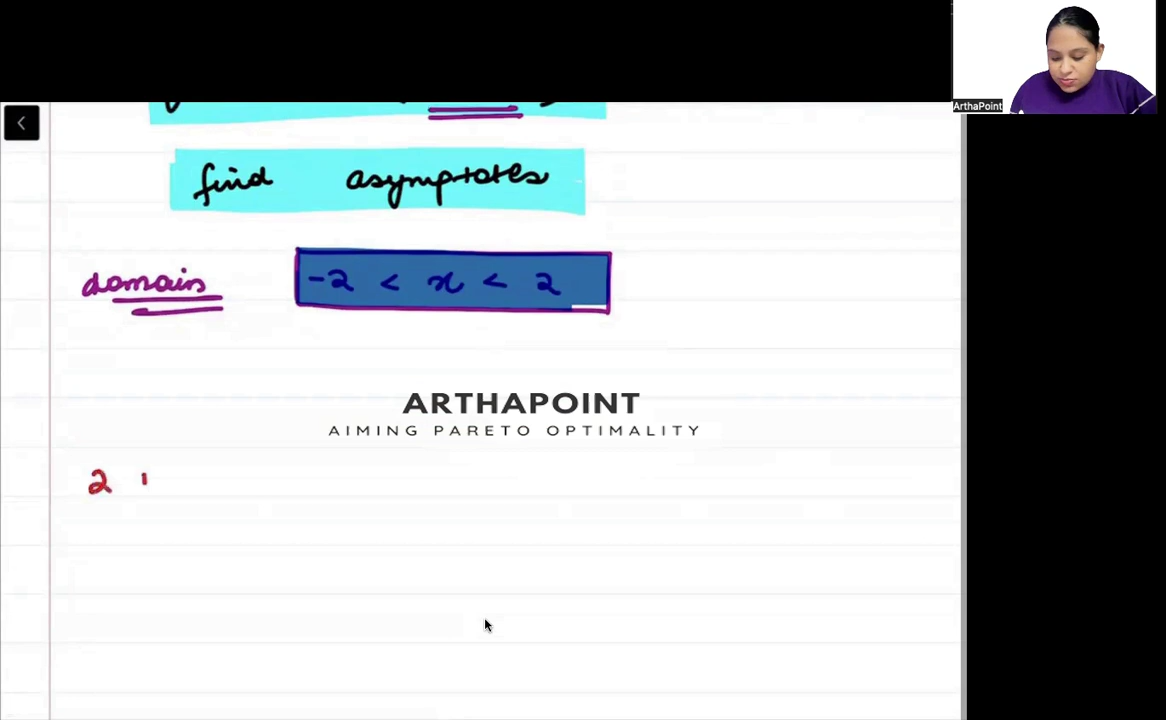 ArthaPoint
find asymptotes
domain -2 < x < 2
ARTHAPOINT
AIMING PARETO OPTIMALITY
2 ı